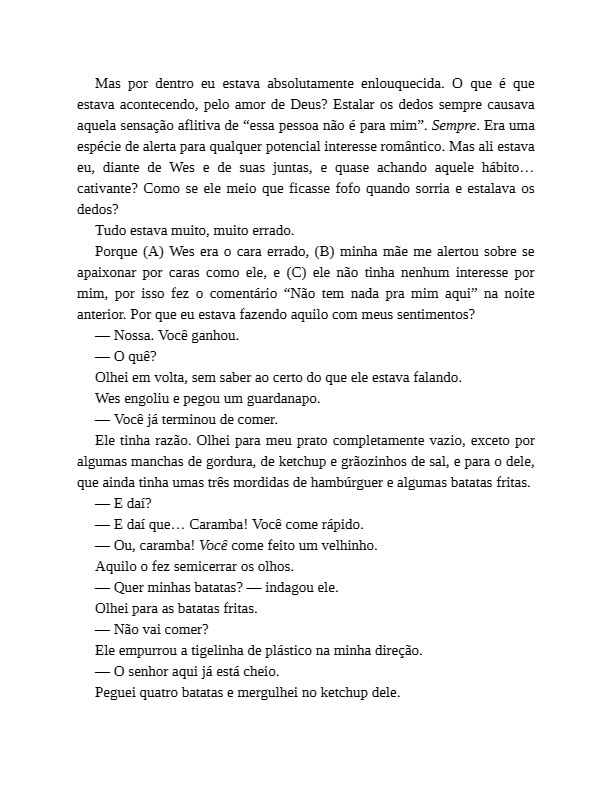 Mas por dentro eu estava absolutamente enlouquecida. O que é que
estava acontecendo, pelo amor de Deus? Estalar os dedos sempre causava
aquela sensação aflitiva de “essa pessoa não é para mim”. Sempre. Era uma
espécie de alerta para qualquer potencial interesse romântico. Mas ali estava
eu, diante de Wes e de suas juntas, e quase achando aquele hábito…
cativante? Como se ele meio que ficasse fofo quando sorria e estalava os
dedos?
Tudo estava muito, muito errado.
Porque (A) Wes era o cara errado, (B) minha mãe me alertou sobre se
apaixonar por caras como ele, e (C) ele não tinha nenhum interesse por
mim, por isso fez o comentário “Não tem nada pra mim aqui” na noite
anterior. Por que eu estava fazendo aquilo com meus sentimentos?
— Nossa. Você ganhou.
— O quê?
Olhei em volta, sem saber ao certo do que ele estava falando.
Wes engoliu e pegou um guardanapo.
— Você já terminou de comer.
Ele tinha razão. Olhei para meu prato completamente vazio, exceto por
algumas manchas de gordura, de ketchup e grãozinhos de sal, e para o dele,
que ainda tinha umas três mordidas de hambúrguer e algumas batatas fritas.
— E daí?
— E daí que… Caramba! Você come rápido.
— Ou, caramba! Você come feito um velhinho.
Aquilo o fez semicerrar os olhos.
— Quer minhas batatas? — indagou ele.
Olhei para as batatas fritas.
— Não vai comer?
Ele empurrou a tigelinha de plástico na minha direção.
— O senhor aqui já está cheio.
Peguei quatro batatas e mergulhei no ketchup dele.